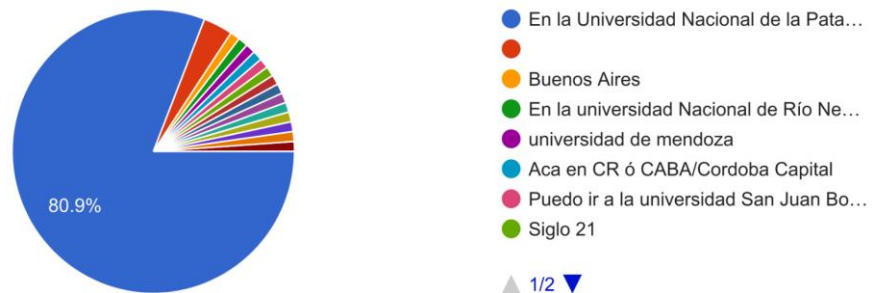 80.9%
En la Universidad Nacional de la Pata…
Buenos Aires
En la universidad Nacional de Río Ne…
universidad de mendoza
Aca en CR ó CABA/Cordoba Capital
Puedo ir a la universidad San Juan Bo…
Siglo 21
1/2